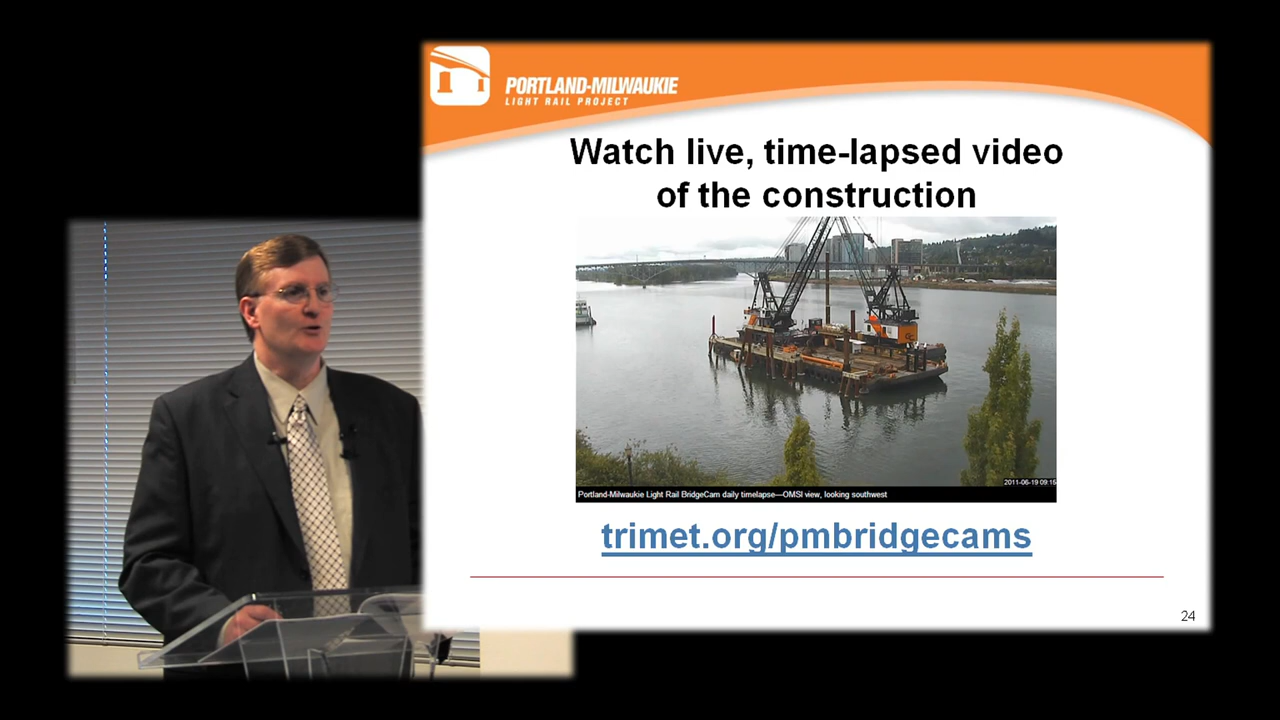 PORTLAND-MILWAUKIE
LIGHT RAIL PROJECT
Watch live, time-lapsed video
of the construction
2011-06-19 09:15
Portland-Milwaukie Light Rail BridgeCam daily timelapse—OMSI view, looking southwest
trimet.org/pmbridgecams
24